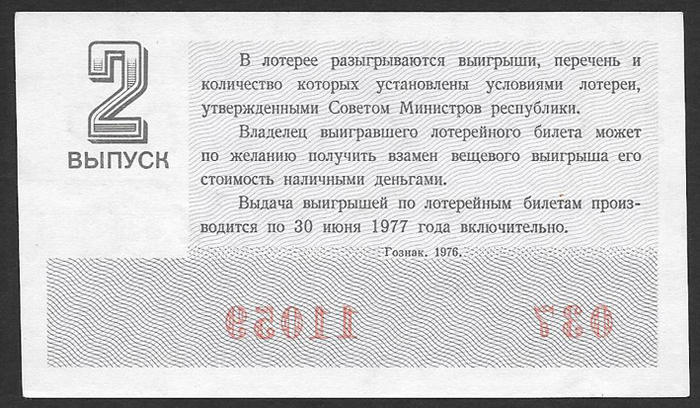 2
ВЫПУСК
В лотерее разыгрываются выигрыши, перечень и
количество которых установлены условиями лотереи,
утвержденными Советом Министров республики.
Владелец выигравшего лотерейного билета может
по желанию получить взамен вещевого выигрыша его
стоимость наличными деньгами.
Выдача выигрышей по лотерейным билетам произ-
водится по 30 июня 1977 года включительно.
Гознак. 1976.
11059 037